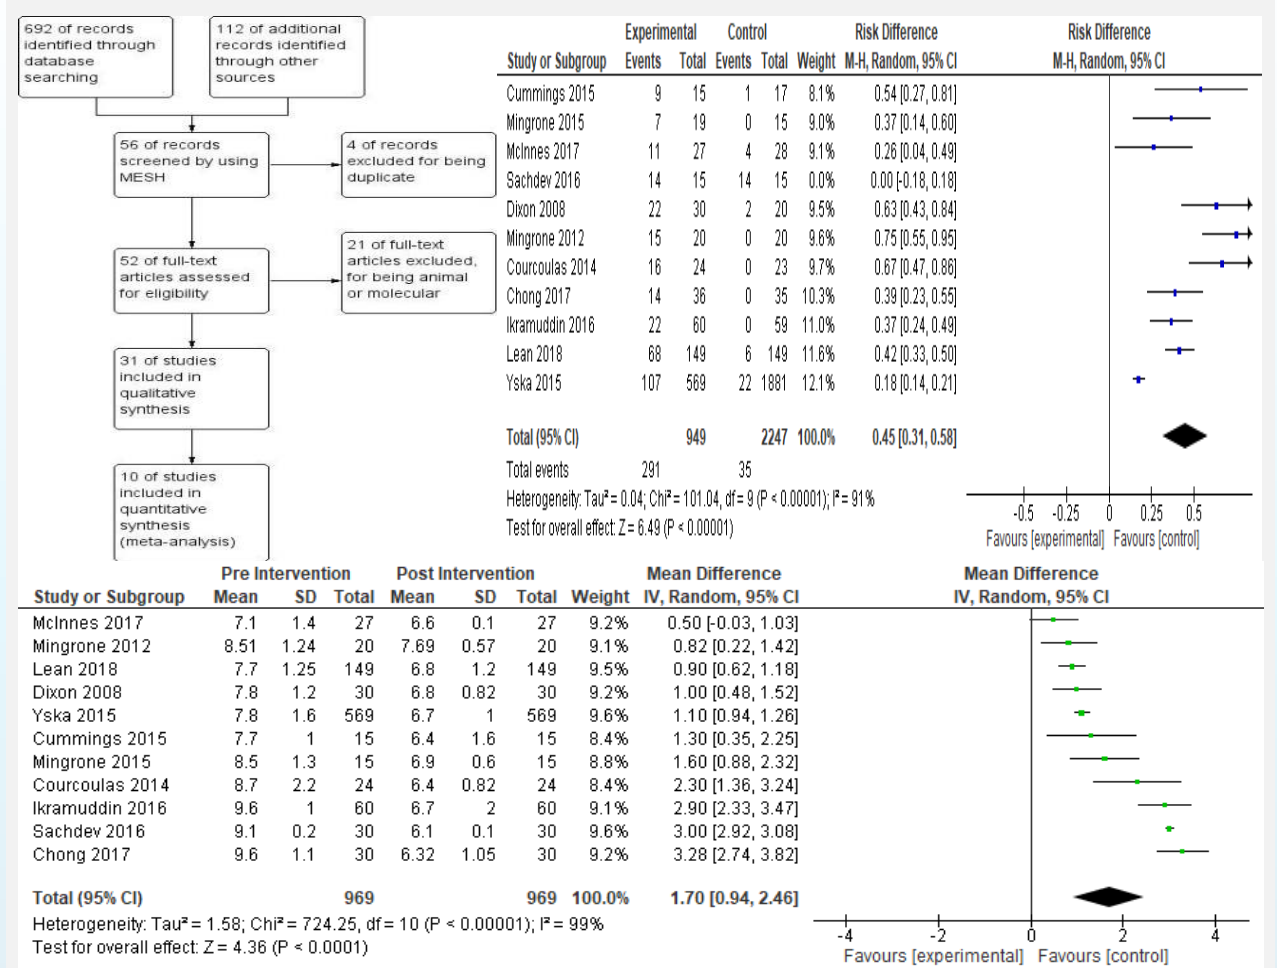 692 of records
identified through
database
searching
112 of additional
records identified
through other
sources
56 of records
screened by using
MESH
4 of records
excluded for being
duplicate
52 of full-text
articles assessed
for eligibility
21 of full-text
articles excluded,
for being animal
or molecular
31 of studies
included in
qualitative
synthesis
10 of studies
included in
quantitative
synthesis
(meta-analysis)
Experimental Control Risk Difference Risk Difference
Study or Subgroup Events Total Events Total Weight M-H, Random, 95% CI M-H, Random, 95% CI
Cummings 2015 9 15 1 17 8.1% 0.54 [0.27, 0.81]
Mingrone 2015 7 19 0 15 9.0% 0.37 [0.14, 0.60]
McInnes 2017 11 27 4 28 9.1% 0.26 [0.04, 0.49]
Sachdev 2016 14 15 14 15 0.0% 0.00 [-0.18, 0.18]
Dixon 2008 22 30 2 20 9.5% 0.63 [0.43, 0.84]
Mingrone 2012 15 20 0 20 9.6% 0.75 [0.55, 0.95]
Courcoulas 2014 16 24 0 23 9.7% 0.67 [0.47, 0.86]
Chong 2017 14 36 0 35 10.3% 0.39 [0.23, 0.55]
Ikramuddin 2016 22 60 0 59 11.0% 0.37 [0.24, 0.49]
Lean 2018 68 149 6 149 11.6% 0.42 [0.33, 0.50]
Yska 2015 107 569 22 1881 12.1% 0.18 [0.14, 0.21]
Total (95% CI) 949 2247 100.0% 0.45 [0.31, 0.58]
Total events 291 35
Heterogeneity: Tau² = 0.04; Chi² = 101.04, df = 9 (P < 0.00001); I² = 91%
Test for overall effect: Z = 6.49 (P < 0.00001)
-0.5 -0.25 0 0.25 0.5
Favours [experimental] Favours [control]
Pre Intervention Post Intervention Mean Difference Mean Difference
Study or Subgroup Mean SD Total Mean SD Total Weight IV, Random, 95% CI IV, Random, 95% CI
McInnes 2017 7.1 1.4 27 6.6 0.1 27 9.2% 0.50 [-0.03, 1.03]
Mingrone 2012 8.51 1.24 20 7.69 0.57 20 9.1% 0.82 [0.22, 1.42]
Lean 2018 7.7 1.25 149 6.8 1.2 149 9.5% 0.90 [0.62, 1.18]
Dixon 2008 7.8 1.2 30 6.8 0.82 30 9.2% 1.00 [0.48, 1.52]
Yska 2015 7.8 1.6 569 6.7 1 569 9.6% 1.10 [0.94, 1.26]
Cummings 2015 7.7 1 15 6.4 1.6 15 8.4% 1.30 [0.35, 2.25]
Mingrone 2015 8.5 1.3 15 6.9 0.6 15 8.8% 1.60 [0.88, 2.32]
Courcoulas 2014 8.7 2.2 24 6.4 0.82 24 8.4% 2.30 [1.36, 3.24]
Ikramuddin 2016 9.6 1 60 6.7 2 60 9.1% 2.90 [2.33, 3.47]
Sachdev 2016 9.1 0.2 30 6.1 0.1 30 9.6% 3.00 [2.92, 3.08]
Chong 2017 9.6 1.1 30 6.32 1.05 30 9.2% 3.28 [2.74, 3.82]
Total (95% CI) 969 969 100.0% 1.70 [0.94, 2.46]
Heterogeneity: Tau² = 1.58; Chi² = 724.25, df = 10 (P < 0.00001); I² = 99%
Test for overall effect: Z = 4.36 (P < 0.0001)
-4 -2 0 2 4
Favours [experimental] Favours [control]